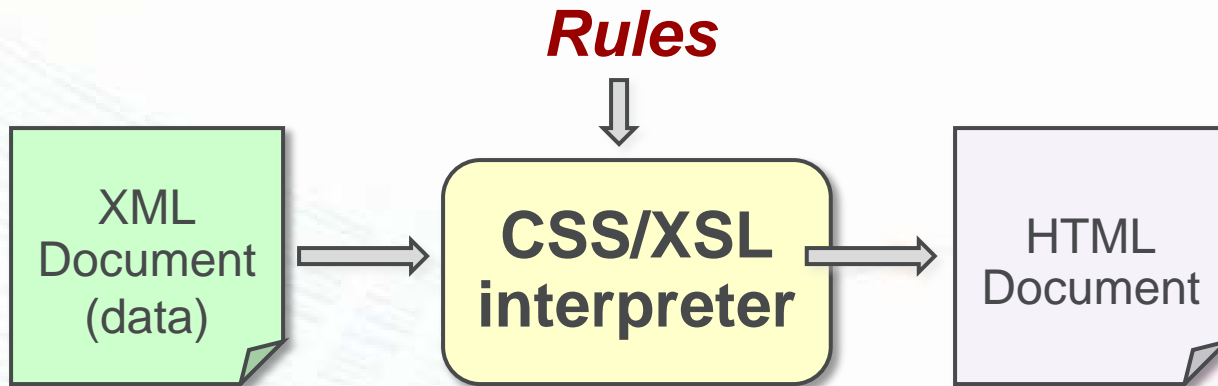 Rules
XML
Document
(data)
CSS/XSL
interpreter
HTML
Document